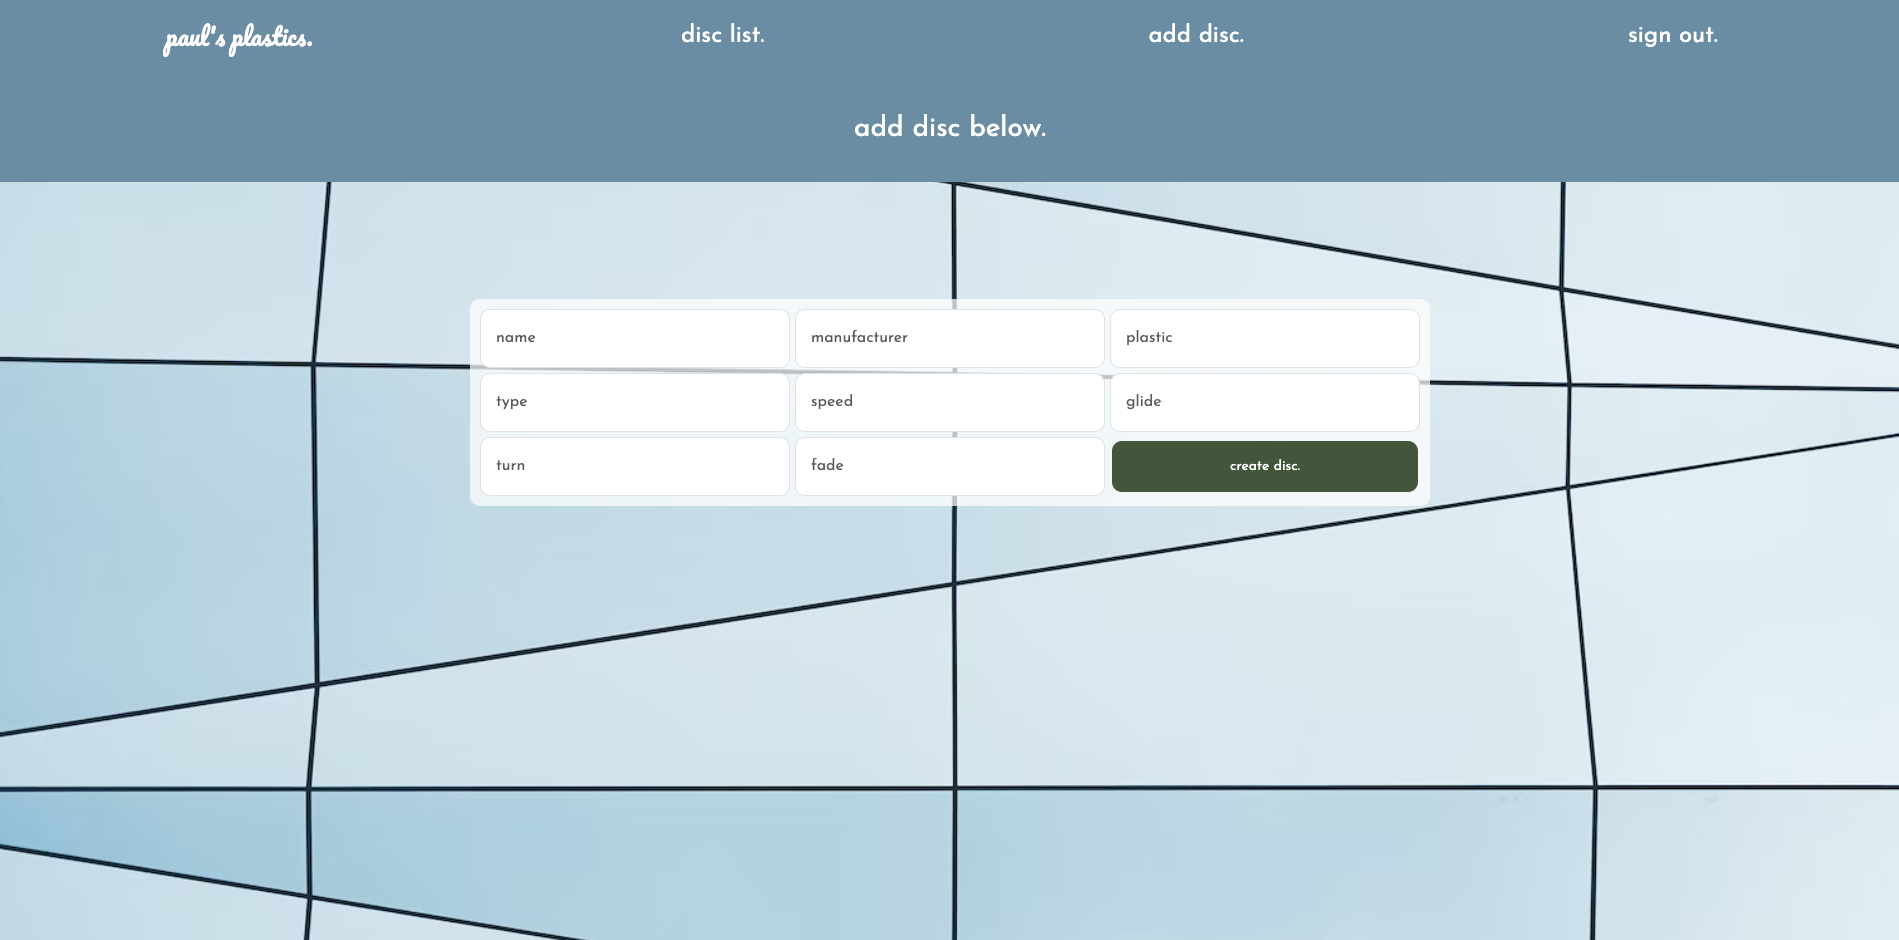 paul's plastics. disc list. add disc. sign out.
add disc below.
name manufacturer plastic
type speed glide
turn fade create disc.